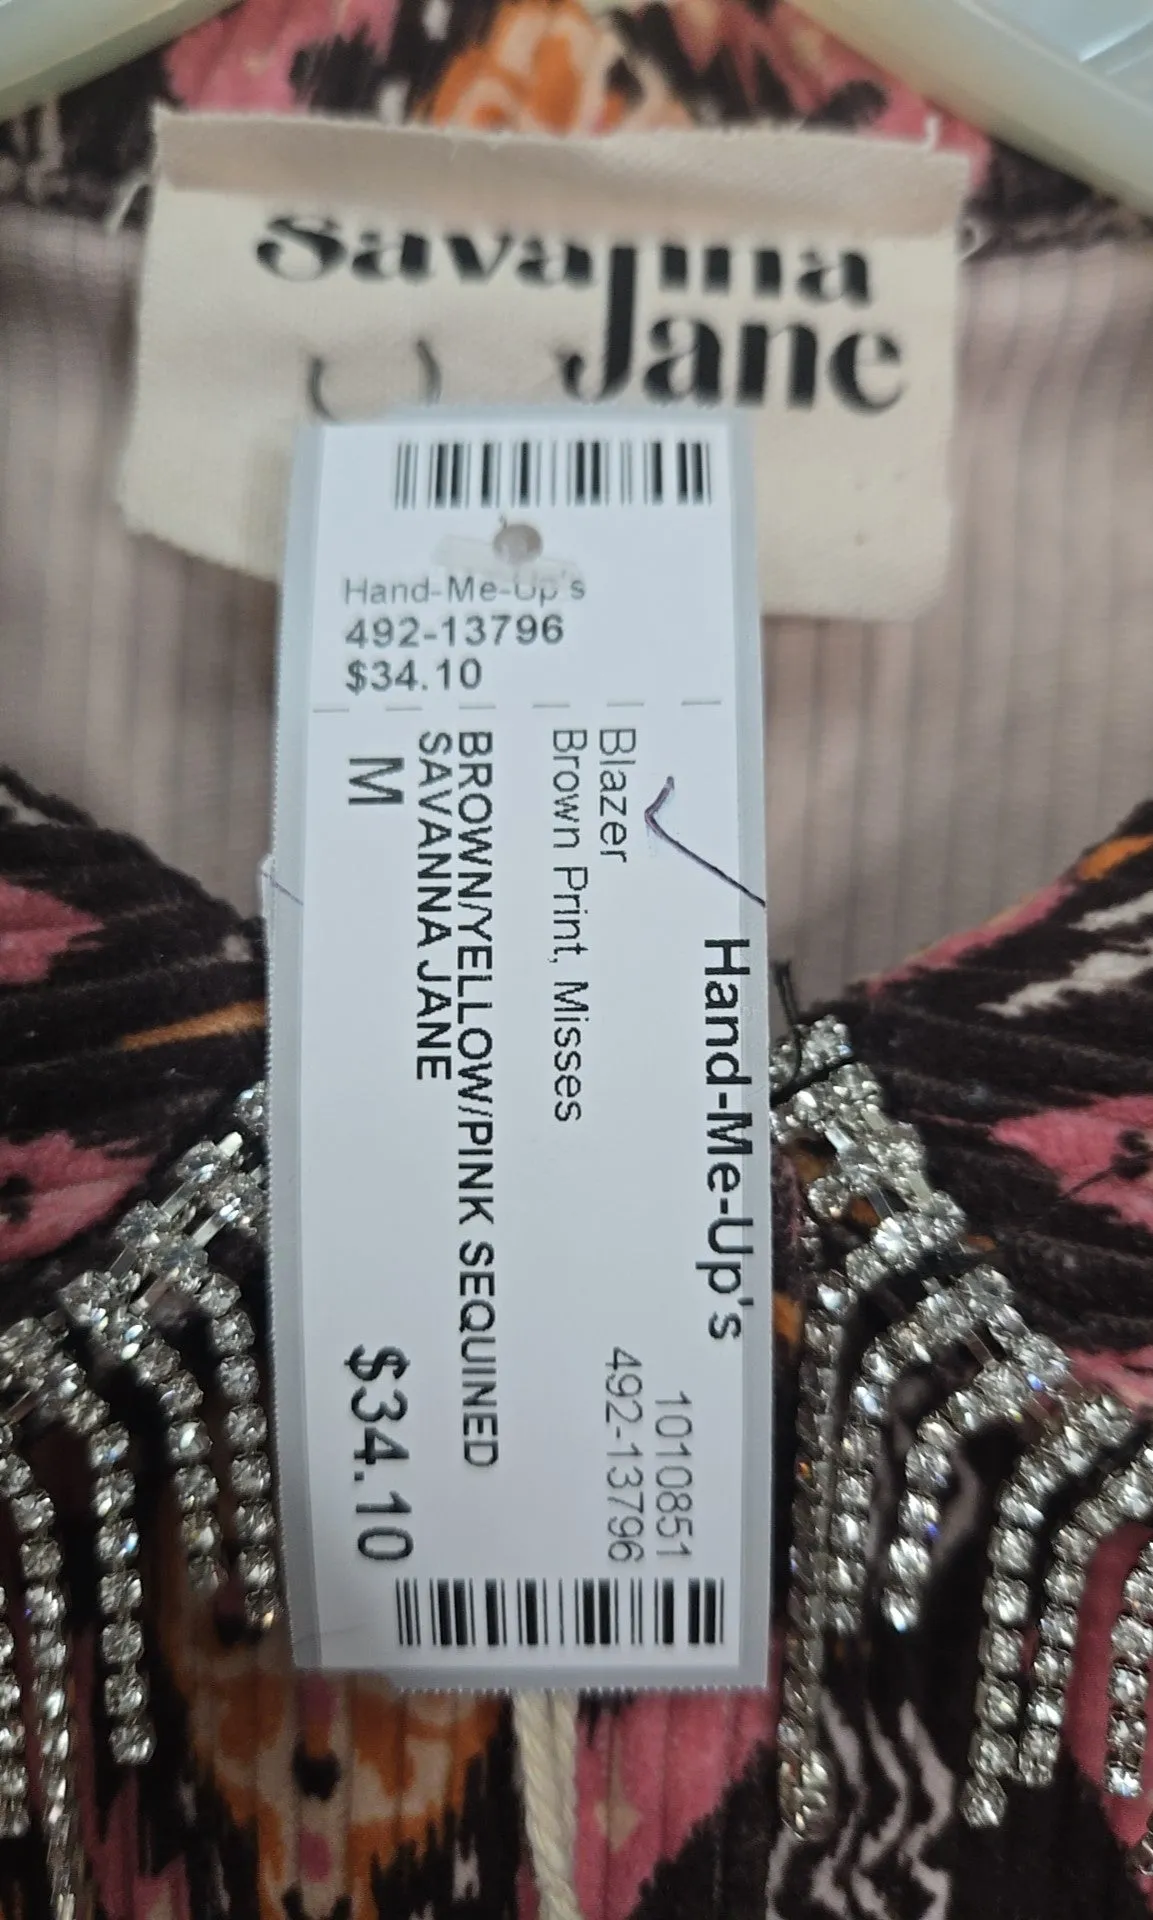 Savanna
Jane
Hand-Me-Up's
492-13796
$34.10
Hand-Me-Up's
1010851
Blazer
492-13796
Brown Print, Misses
BROWN/YELLOW/PINK SEQUINED
SAVANNA JANE
M
$34.10